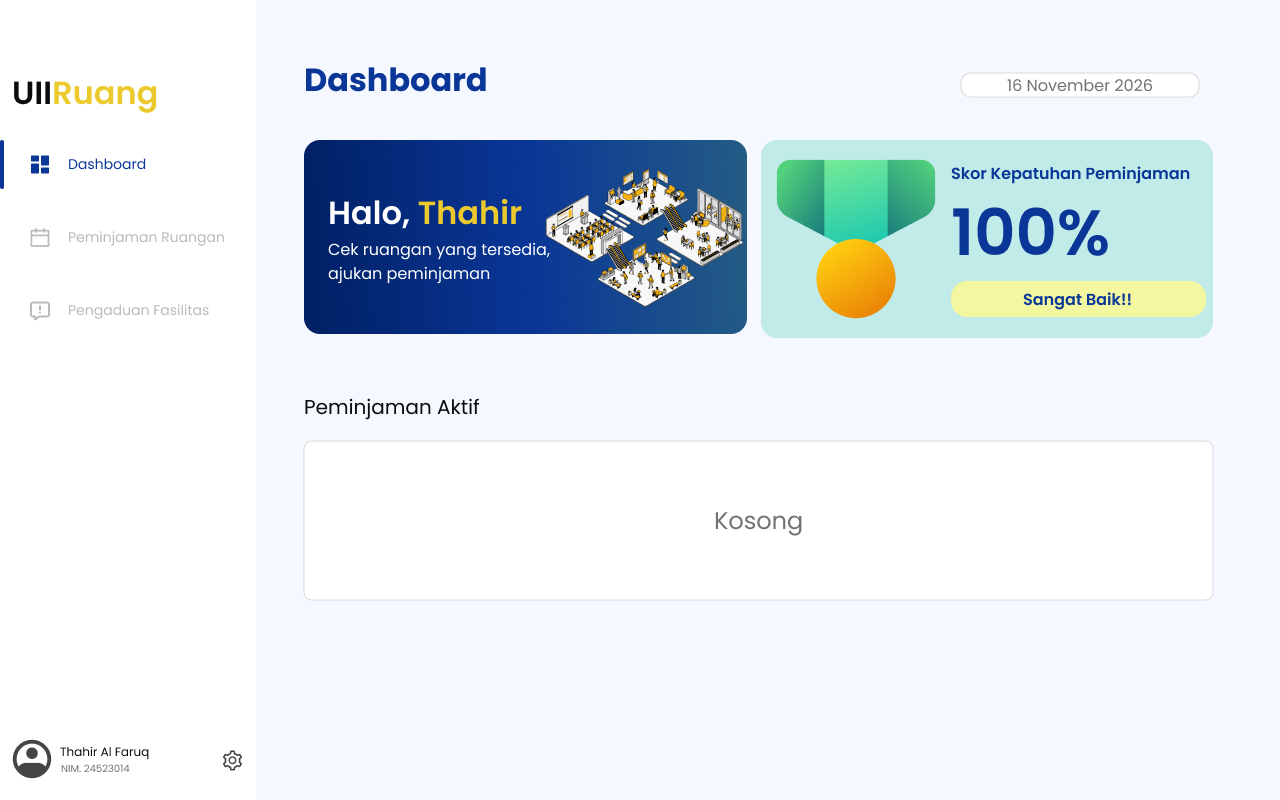 UIIRuang
Dashboard
Peminjaman Ruangan
Pengaduan Fasilitas
Thahir Al Faruq
NIM. 24523014
Dashboard
16 November 2026
Halo, Thahir
Cek ruangan yang tersedia,
ajukan peminjaman
Skor Kepatuhan Peminjaman
100%
Sangat Baik!!
Peminjaman Aktif
Kosong